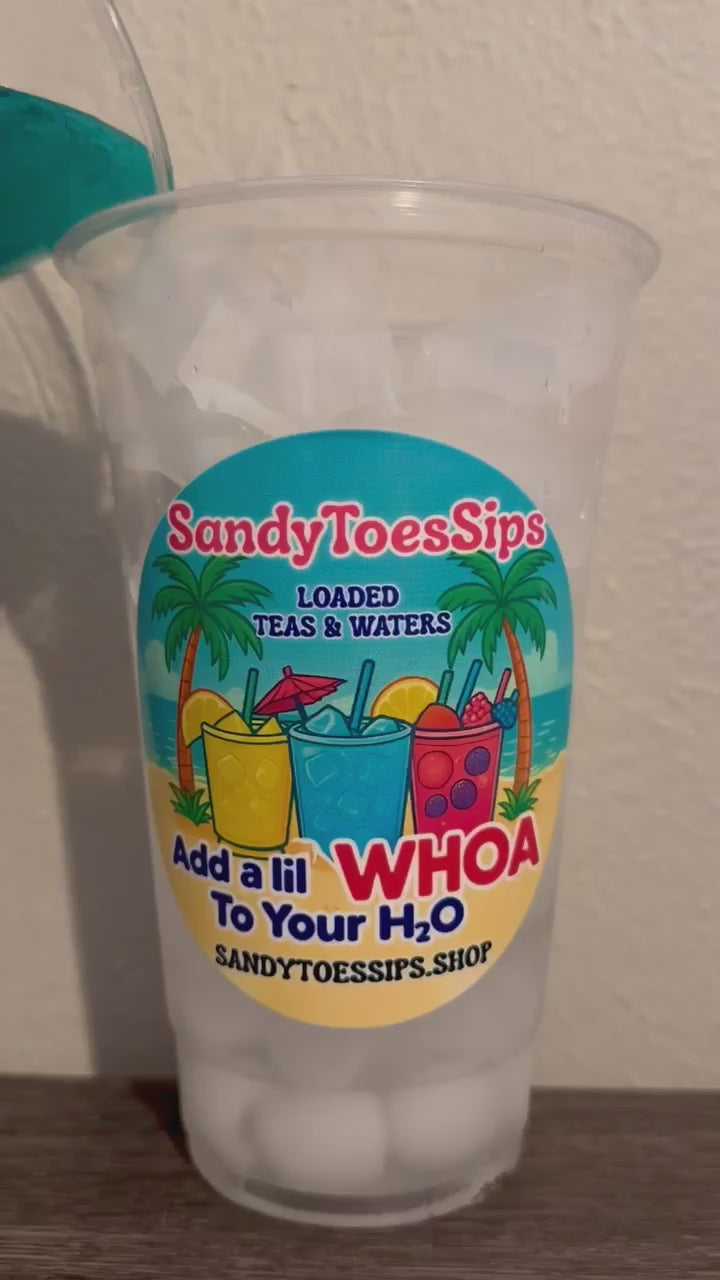 SandyToesSips
LOADED
TEAS & WATERS
Add a lil WHOA
To Your H₂O
SANDYTOESSIPS.SHOP